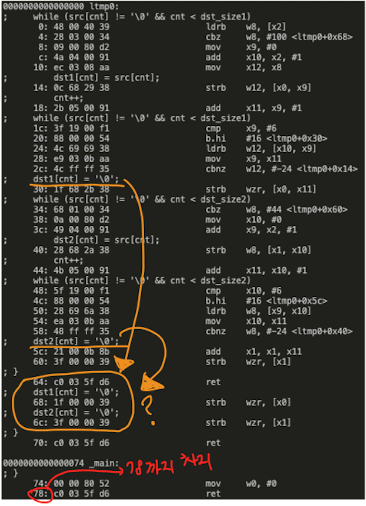 0000000000000000 ltmp0:
; while (src[cnt] != '\0' && cnt < dst_size1)
0: 48 00 40 39 ldrb w8, [x2]
4: 28 03 00 34 cbz w8, #100 <ltmp0+0x68>
8: 09 00 80 d2 mov x9, #0
c: 4a 04 00 91 add x10, x2, #1
10: ec 03 08 aa mov x12, x8
; dst1[cnt] = src[cnt];
14: 0c 68 29 38 strb w12, [x0, x9]
; cnt++;
18: 2b 05 00 91 add x11, x9, #1
; while (src[cnt] != '\0' && cnt < dst_size1)
1c: 3f 19 00 f1 cmp x9, #6
20: 88 00 00 54 b.hi #16 <ltmp0+0x30>
24: 4c 69 69 38 ldrb w12, [x10, x9]
28: e9 03 0b aa mov x9, x11
2c: 4c ff ff 35 cbnz w12, #-24 <ltmp0+0x14>
; dst1[cnt] = '\0';
30: 1f 68 2b 38 strb wzr, [x0, x11]
; while (src[cnt] != '\0' && cnt < dst_size2)
34: 68 01 00 34 cbz w8, #44 <ltmp0+0x60>
38: 0a 00 80 d2 mov x10, #0
3c: 49 04 00 91 add x9, x2, #1
; dst2[cnt] = src[cnt];
40: 28 68 2a 38 strb w8, [x1, x10]
; cnt++;
44: 4b 05 00 91 add x11, x10, #1
; while (src[cnt] != '\0' && cnt < dst_size2)
48: 5f 19 00 f1 cmp x10, #6
4c: 88 00 00 54 b.hi #16 <ltmp0+0x5c>
50: 28 69 6a 38 ldrb w8, [x9, x10]
54: ea 03 0b aa mov x10, x11
58: 48 ff ff 35 cbnz w8, #-24 <ltmp0+0x40>
; dst2[cnt] = '\0';
5c: 21 00 0b 8b add x1, x1, x11
60: 3f 00 00 39 strb wzr, [x1]
; }
64: c0 03 5f d6 ret
; dst1[cnt] = '\0';
68: 1f 00 00 39 strb wzr, [x0]
; dst2[cnt] = '\0';
6c: 3f 00 00 39 strb wzr, [x1]
; }
70: c0 03 5f d6 ret
?
0000000000000074 _main:
78까지 차지
; }
74: 00 00 80 52 mov w0, #0
78: c0 03 5f d6 ret